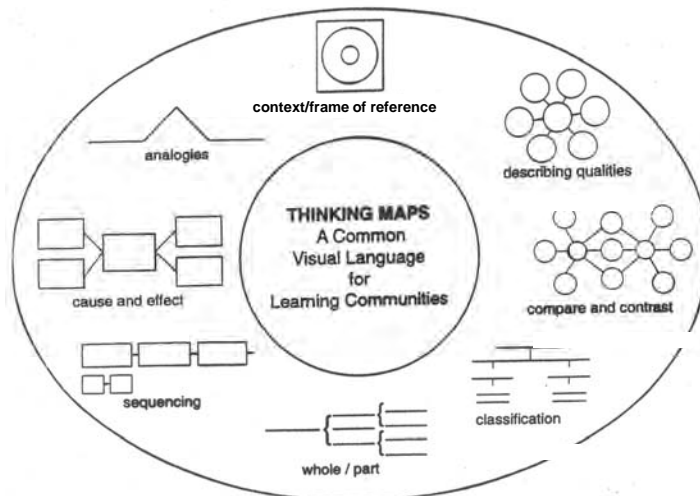 context/frame of reference
analogies
describing qualities
THINKING MAPS
A Common
Visual Language
for
Learning Communities
cause and effect
compare and contrast
sequencing
classification
whole / part